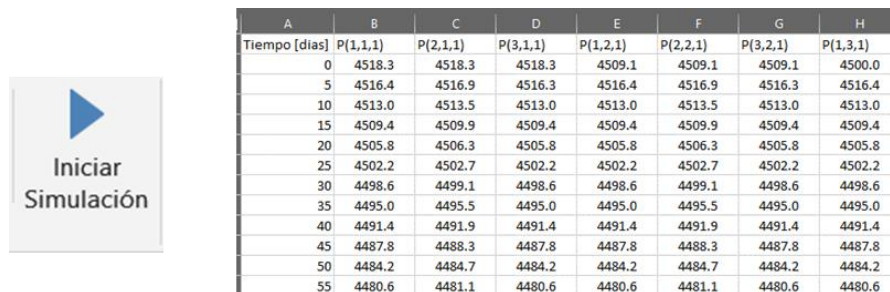 Iniciar
Simulación
A B C D E F G H
Tiempo [dias] P(1,1,1) P(2,1,1) P(3,1,1) P(1,2,1) P(2,2,1) P(3,2,1) P(1,3,1)
0 4518.3 4518.3 4518.3 4509.1 4509.1 4509.1 4500.0
5 4516.4 4516.9 4516.3 4516.4 4516.9 4516.3 4516.4
10 4513.0 4513.5 4513.0 4513.0 4513.5 4513.0 4513.0
15 4509.4 4509.9 4509.4 4509.4 4509.9 4509.4 4509.4
20 4505.8 4506.3 4505.8 4505.8 4506.3 4505.8 4505.8
25 4502.2 4502.7 4502.2 4502.2 4502.7 4502.2 4502.2
30 4498.6 4499.1 4498.6 4498.6 4499.1 4498.6 4498.6
35 4495.0 4495.5 4495.0 4495.0 4495.5 4495.0 4495.0
40 4491.4 4491.9 4491.4 4491.4 4491.9 4491.4 4491.4
45 4487.8 4488.3 4487.8 4487.8 4488.3 4487.8 4487.8
50 4484.2 4484.7 4484.2 4484.2 4484.7 4484.2 4484.2
55 4480.6 4481.1 4480.6 4480.6 4481.1 4480.6 4480.6